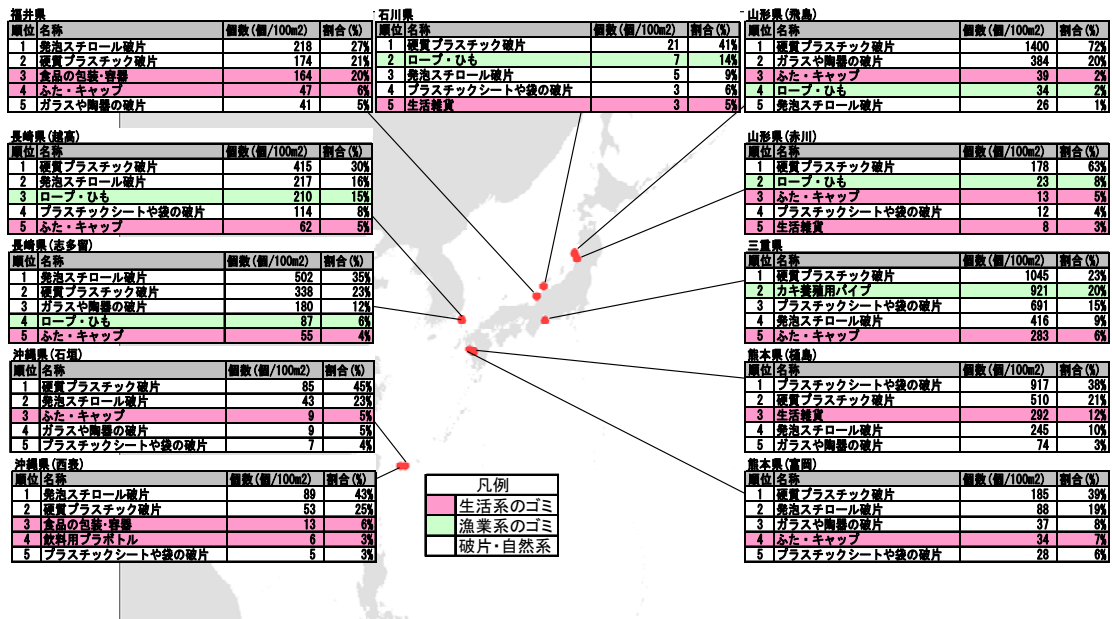 福井県
順位 名称 個数(個/100m2) 割合(%)
1 発泡スチロール破片 218 27%
2 硬質プラスチック破片 174 21%
3 食品の包装・容器 164 20%
4 ふた・キャップ 47 6%
5 ガラスや陶器の破片 41 5%
石川県
順位 名称 個数(個/100m2) 割合(%)
1 硬質プラスチック破片 21 41%
2 ロープ・ひも 7 14%
3 発泡スチロール破片 5 9%
4 プラスチックシートや袋の破片 3 6%
5 生活雑貨 3 5%
山形県(飛島)
順位 名称 個数(個/100m2) 割合(%)
1 硬質プラスチック破片 1400 72%
2 ガラスや陶器の破片 384 20%
3 ふた・キャップ 39 2%
4 ロープ・ひも 34 2%
5 発泡スチロール破片 26 1%
長崎県(越高)
順位 名称 個数(個/100m2) 割合(%)
1 硬質プラスチック破片 415 30%
2 発泡スチロール破片 217 16%
3 ロープ・ひも 210 15%
4 プラスチックシートや袋の破片 114 8%
5 ふた・キャップ 62 5%
山形県(赤川)
順位 名称 個数(個/100m2) 割合(%)
1 硬質プラスチック破片 178 63%
2 ロープ・ひも 23 8%
3 ふた・キャップ 13 5%
4 プラスチックシートや袋の破片 12 4%
5 生活雑貨 8 3%
長崎県(志多留)
順位 名称 個数(個/100m2) 割合(%)
1 発泡スチロール破片 502 35%
2 硬質プラスチック破片 338 23%
3 ガラスや陶器の破片 180 12%
4 ロープ・ひも 87 6%
5 ふた・キャップ 55 4%
三重県
順位 名称 個数(個/100m2) 割合(%)
1 硬質プラスチック破片 1045 23%
2 カキ養殖用パイプ 921 20%
3 プラスチックシートや袋の破片 691 15%
4 発泡スチロール破片 416 9%
5 ふた・キャップ 283 6%
沖縄県(石垣)
順位 名称 個数(個/100m2) 割合(%)
1 硬質プラスチック破片 85 45%
2 発泡スチロール破片 43 23%
3 ふた・キャップ 9 5%
4 ガラスや陶器の破片 9 5%
5 プラスチックシートや袋の破片 7 4%
熊本県(樋島)
順位 名称 個数(個/100m2) 割合(%)
1 プラスチックシートや袋の破片 917 38%
2 硬質プラスチック破片 510 21%
3 生活雑貨 292 12%
4 発泡スチロール破片 245 10%
5 ガラスや陶器の破片 74 3%
沖縄県(西表)
順位 名称 個数(個/100m2) 割合(%)
1 発泡スチロール破片 89 43%
2 硬質プラスチック破片 53 25%
3 食品の包装・容器 13 6%
4 飲料用プラボトル 6 3%
5 プラスチックシートや袋の破片 5 3%
凡例
生活系のゴミ
漁業系のゴミ
破片・自然系
熊本県(富岡)
順位 名称 個数(個/100m2) 割合(%)
1 硬質プラスチック破片 185 39%
2 発泡スチロール破片 88 19%
3 ガラスや陶器の破片 37 8%
4 ふた・キャップ 34 7%
5 プラスチックシートや袋の破片 28 6%